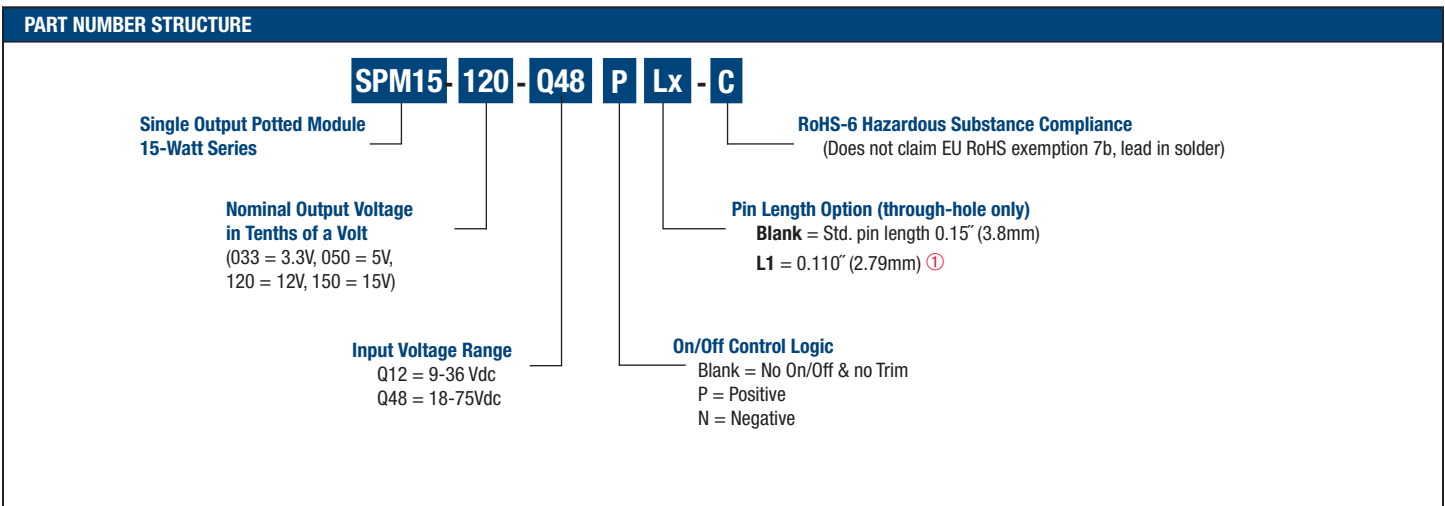 PART NUMBER STRUCTURE
SPM15 - 120 - Q48 P Lx - C
Single Output Potted Module
15-Watt Series
RoHS-6 Hazardous Substance Compliance
(Does not claim EU RoHS exemption 7b, lead in solder)
Nominal Output Voltage
in Tenths of a Volt
(033 = 3.3V, 050 = 5V,
120 = 12V, 150 = 15V)
Pin Length Option (through-hole only)
Blank = Std. pin length 0.15˝ (3.8mm)
L1 = 0.110˝ (2.79mm) ①
Input Voltage Range
Q12 = 9-36 Vdc
Q48 = 18-75Vdc
On/Off Control Logic
Blank = No On/Off & no Trim
P = Positive
N = Negative